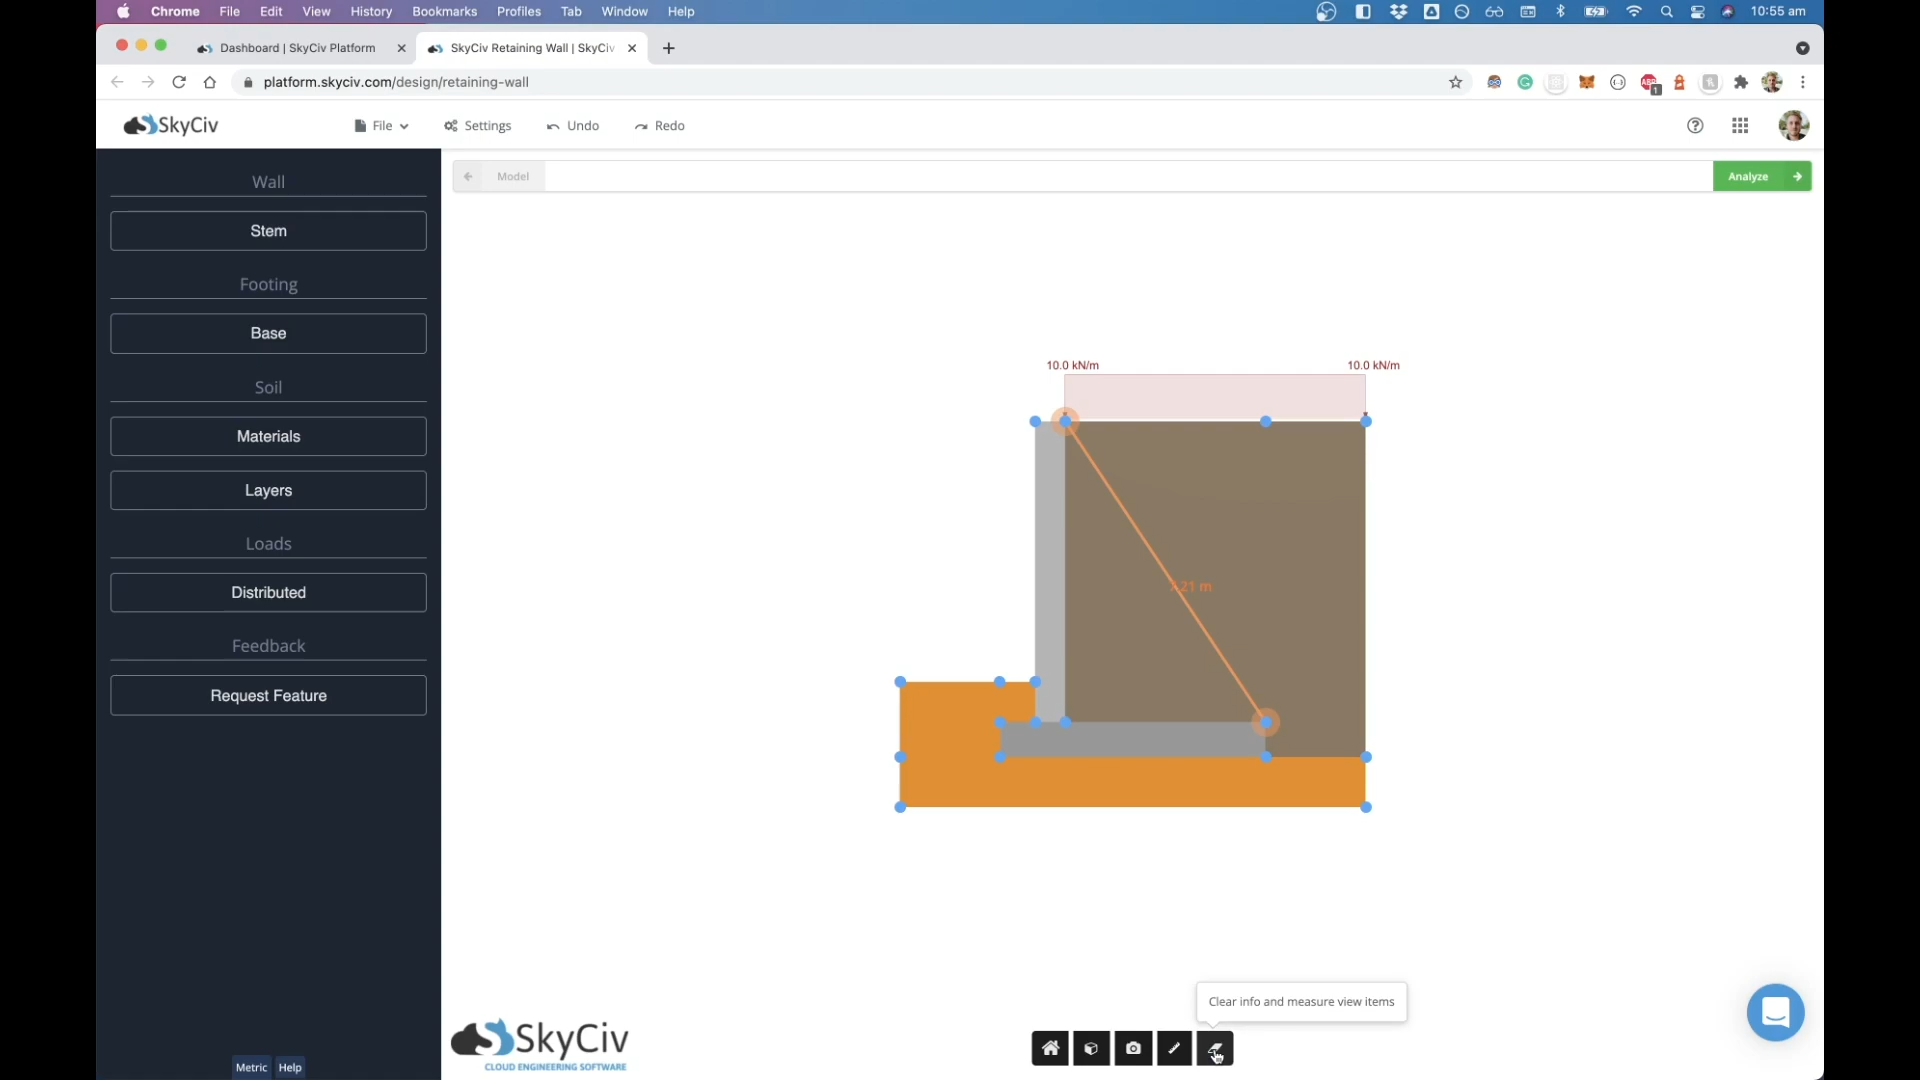 Chrome File Edit View History Bookmarks Profiles Tab Window Help 10:55 am
Dashboard | SkyCiv Platform SkyCiv Retaining Wall | SkyCiv
platform.skyciv.com/design/retaining-wall
SkyCiv File Settings Undo Redo
Model Analyze
Wall
Stem
Footing
Base
Soil
Materials
Layers
Loads
Distributed
Feedback
Request Feature
Metric Help
10.0 kN/m 10.0 kN/m
Clear info and measure view items
SkyCiv
CLOUD ENGINEERING SOFTWARE